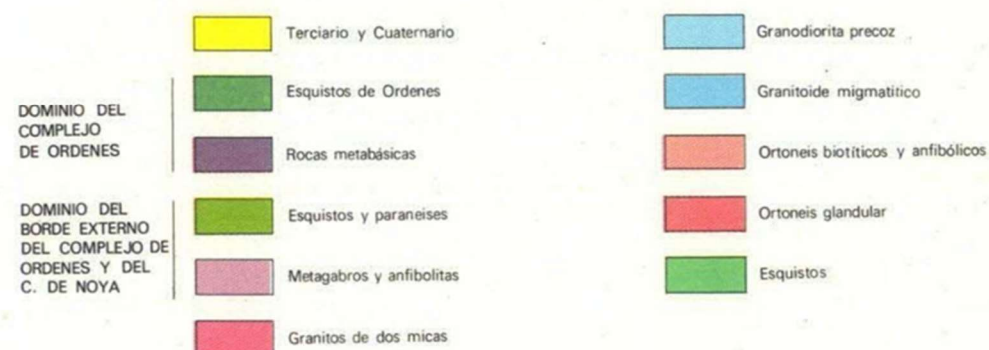 Terciario y Cuaternario
DOMINIO DEL
COMPLEJO
DE ORDENES
Esquistos de Ordenes
Rocas metabásicas
DOMINIO DEL
BORDE EXTERNO
DEL COMPLEJO DE
ORDENES Y DEL
C. DE NOYA
Esquistos y paraneises
Metagabros y anfibolitas
Granitos de dos micas
Granodiorita precoz
Granitoide migmatitico
Ortoneis biotíticos y anfibólicos
Ortoneis glandular
Esquistos